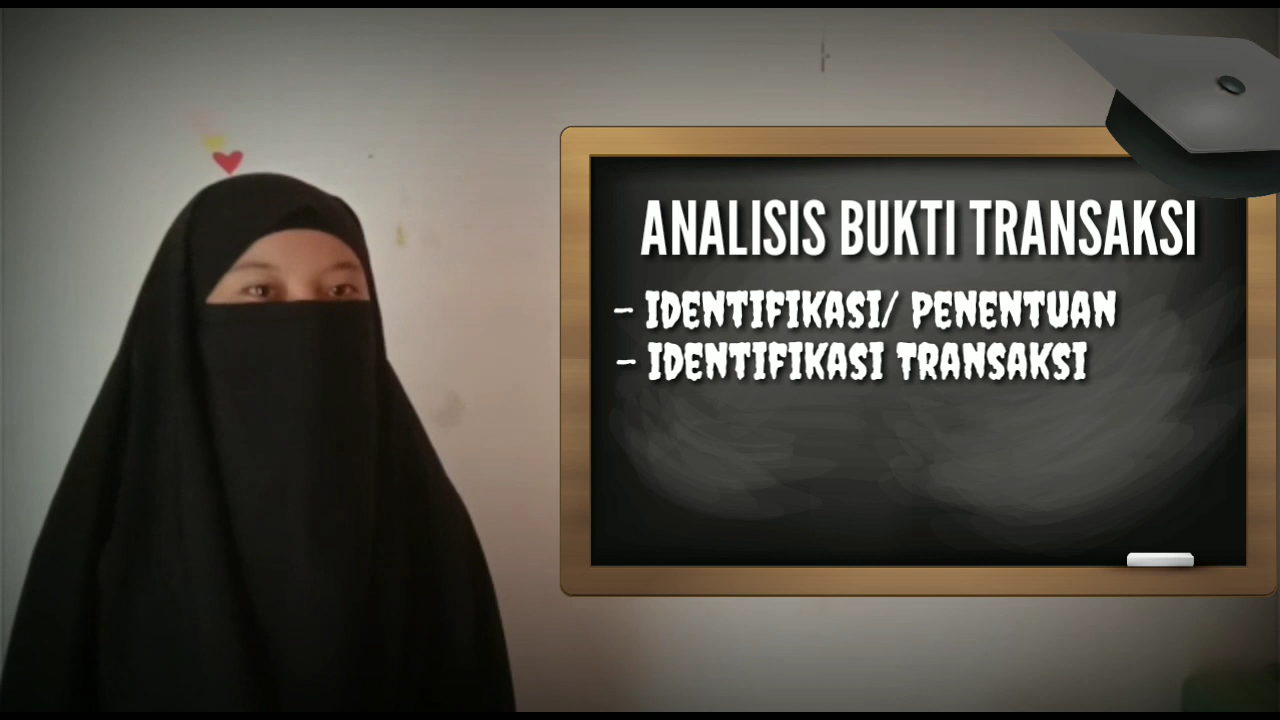 ANALISIS BUKTI TRANSAKSI
- IDENTIFIKASI/ PENENTUAN
- IDENTIFIKASI TRANSAKSI